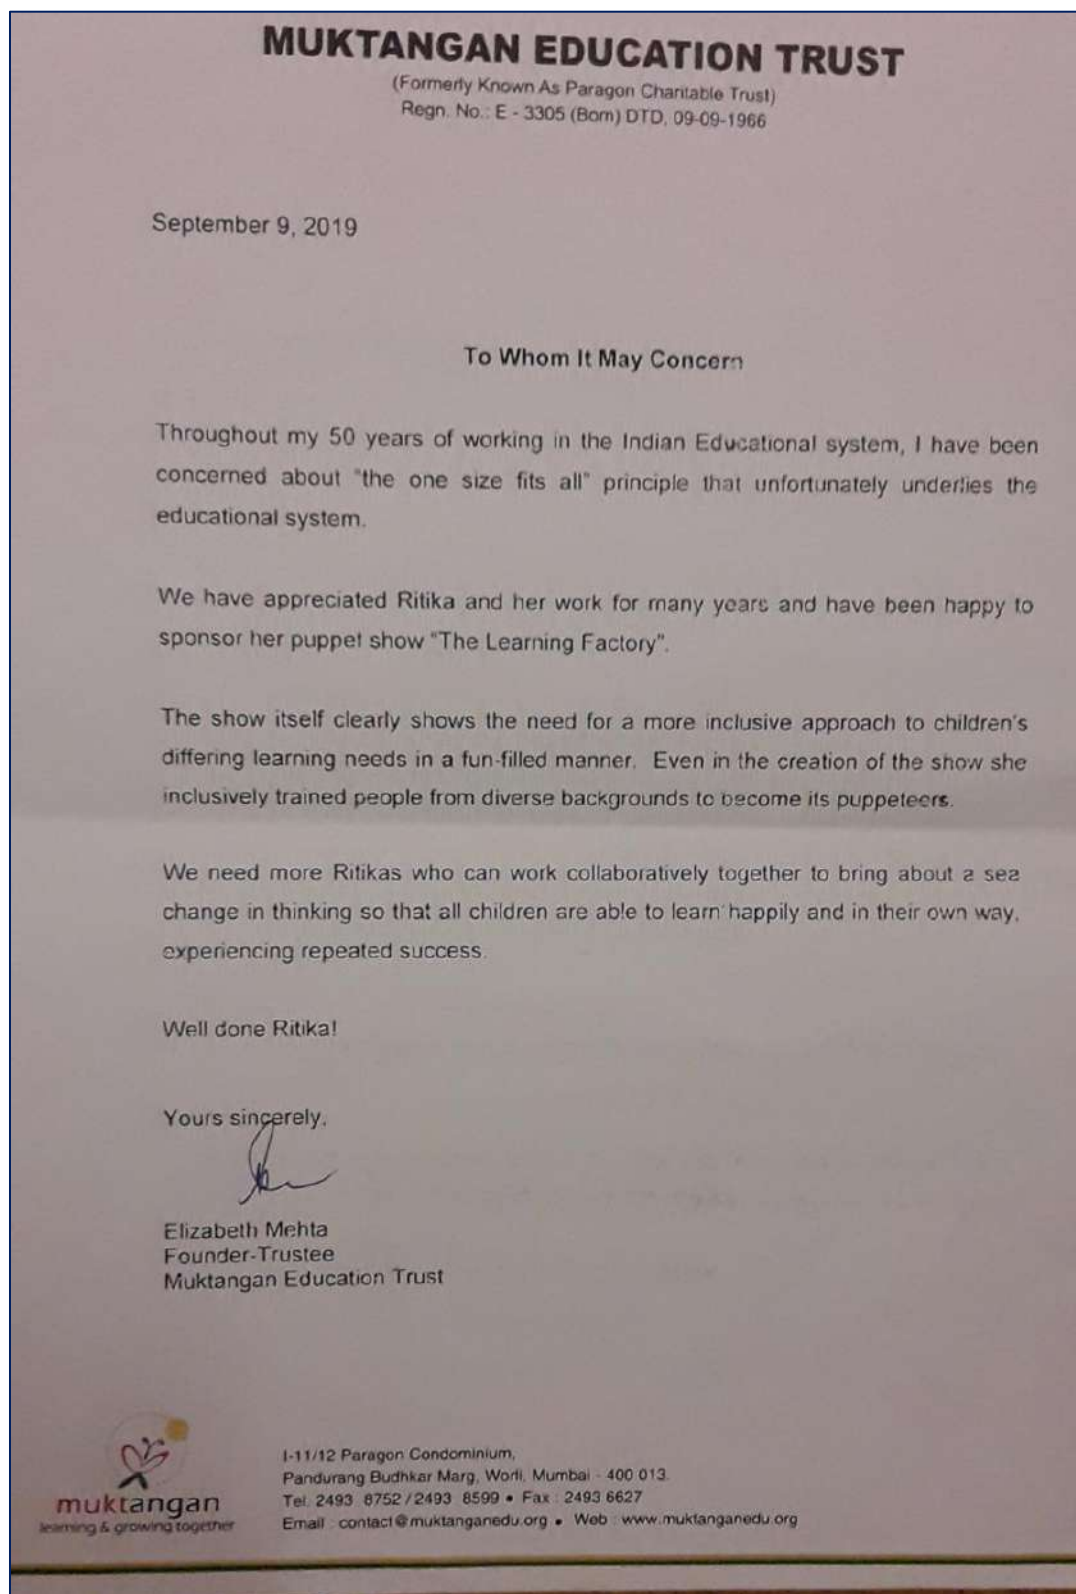 MUKTANGAN EDUCATION TRUST
(Formerly Known As Paragon Charitable Trust)
Regn. No.: E - 3305 (Bom) DTD, 09-09-1966
September 9, 2019
To Whom It May Concern
Throughout my 50 years of working in the Indian Educational system, I have been
concerned about "the one size fits all" principle that unfortunately underlies the
educational system.
We have appreciated Ritika and her work for many years and have been happy to
sponsor her puppet show "The Learning Factory".
The show itself clearly shows the need for a more inclusive approach to children's
differing learning needs in a fun-filled manner. Even in the creation of the show she
inclusively trained people from diverse backgrounds to become its puppeteers.
We need more Ritikas who can work collaboratively together to bring about a sea
change in thinking so that all children are able to learn happily and in their own way,
experiencing repeated success.
Well done Ritika!
Yours sincerely,
Elizabeth Mehta
Founder-Trustee
Muktangan Education Trust
muktangan
learning & growing together
I-11/12 Paragon Condominium,
Pandurang Budhkar Marg, Worli, Mumbai - 400 013.
Tel. 2493 8752 / 2493 8599 • Fax : 2493 6627
Email : contact@muktanganedu.org • Web : www.muktanganedu.org